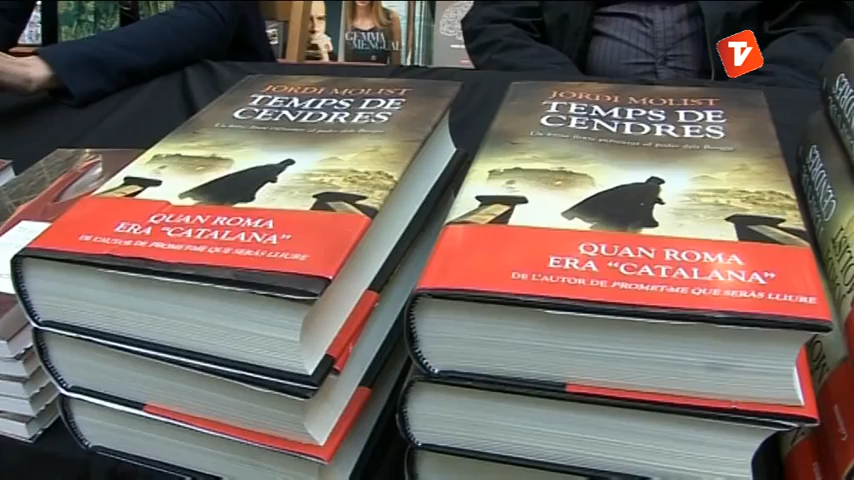 GEMMA
MENGUAL
T
JORDI MOLIST
TEMPS DE
CENDRES
QUAN ROMA
ERA "CATALANA"
DE L'AUTOR DE PROMET-ME QUE SERÀS LLIURE
JORDI MOLIST
TEMPS DE
CENDRES
QUAN ROMA
ERA "CATALANA"
DE L'AUTOR DE PROMET-ME QUE SERÀS LLIURE